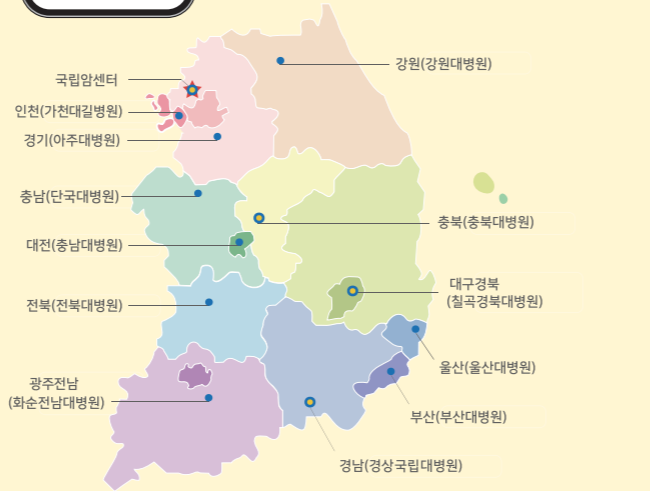 강원(강원대병원)
국립암센터
인천(가천대길병원)
경기(아주대병원)
충남(단국대병원)
충북(충북대병원)
대전(충남대병원)
대구경북
(칠곡경북대병원)
전북(전북대병원)
울산(울산대병원)
광주전남
(화순전남대병원)
부산(부산대병원)
경남(경상국립대병원)